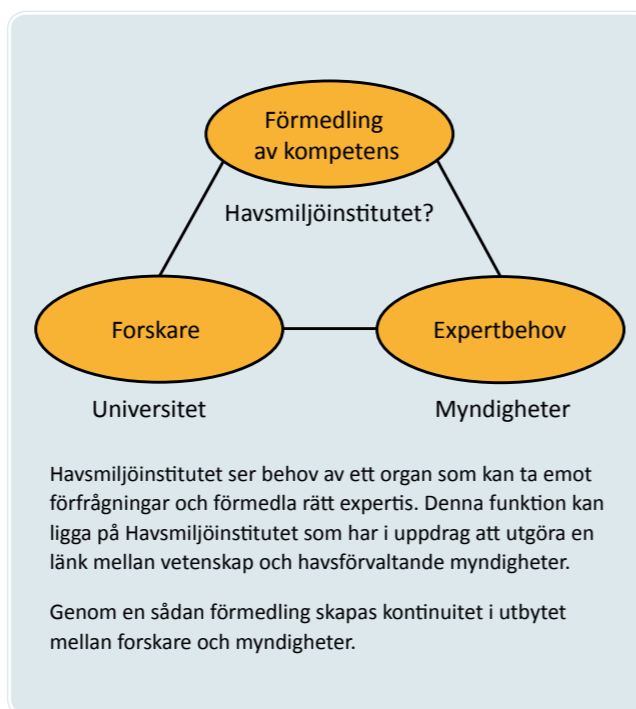 Förmedling
av kompetens
Havsmiljöinstitutet?
Forskare
Expertbehov
Universitet
Myndigheter
Havsmiljöinstitutet ser behov av ett organ som kan ta emot
förfrågningar och förmedla rätt expertis. Denna funktion kan
ligga på Havsmiljöinstitutet som har i uppdrag att utgöra en
länk mellan vetenskap och havsförvaltande myndigheter.
Genom en sådan förmedling skapas kontinuitet i utbytet
mellan forskare och myndigheter.